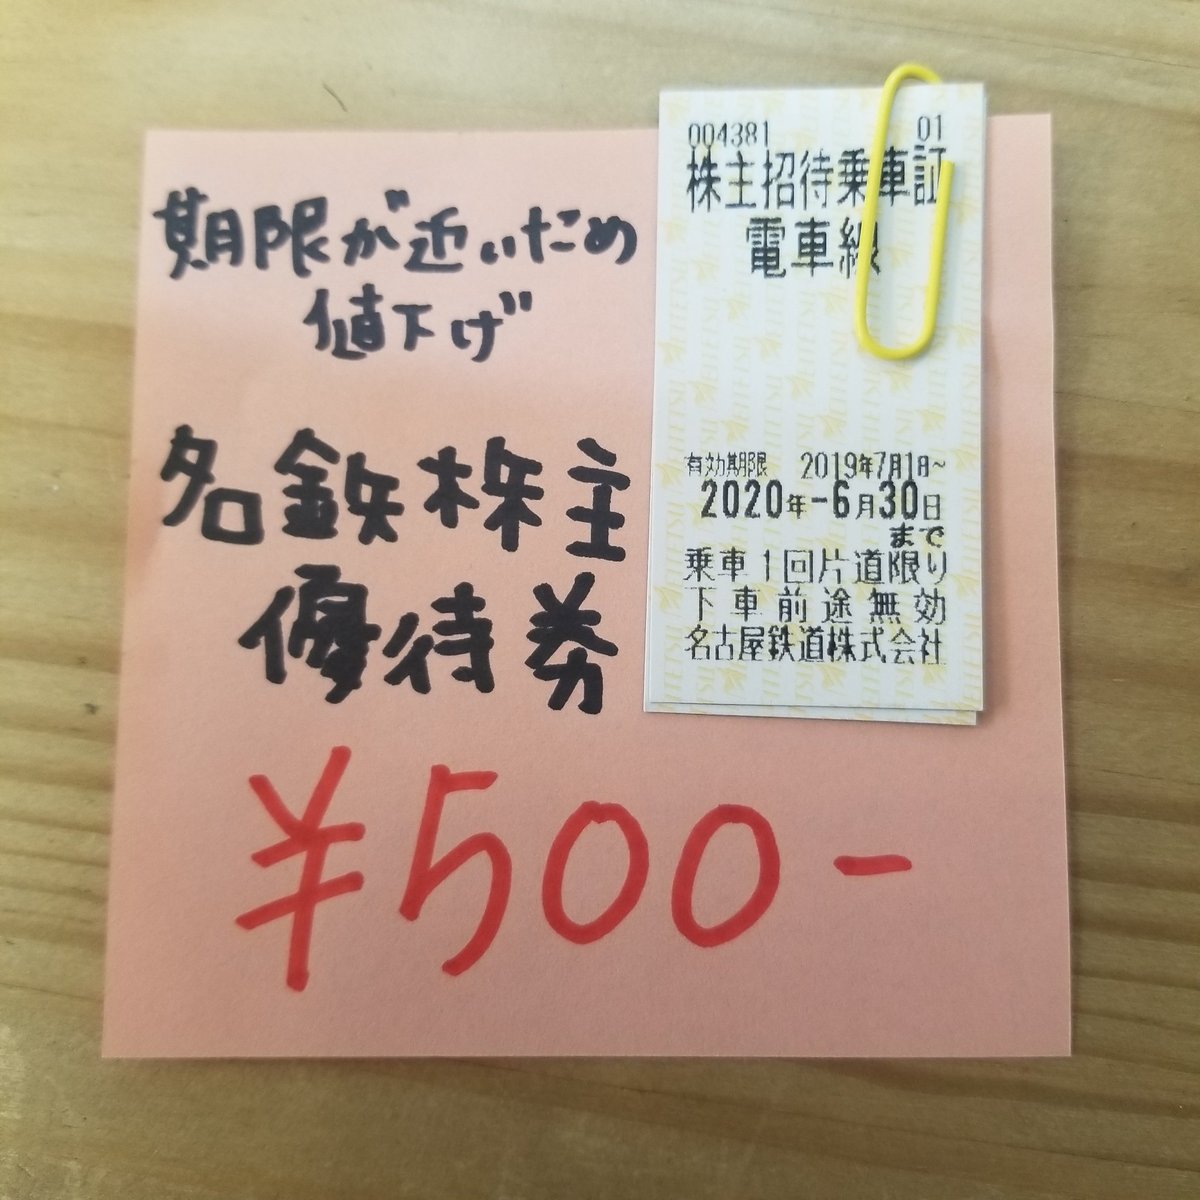 期限が近いため
値下げ
名鉄株主
優待券
¥500-
004381 01
株主招待乗車証
電車線
有効期限 2019年7月1日~
2020年-6月30日
まで
乗車1回片道限り
下車前途無効
名古屋鉄道株式会社